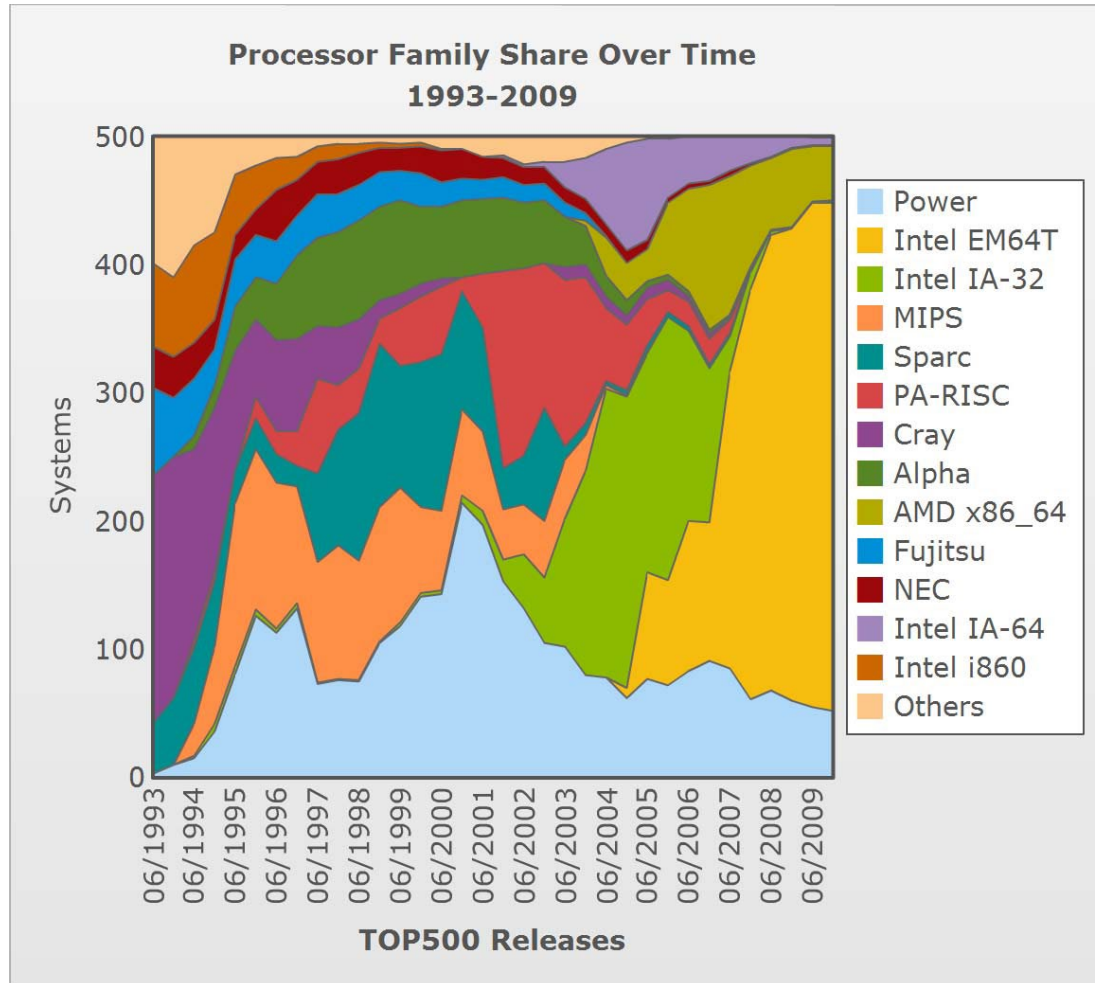 Processor Family Share Over Time
1993-2009
500
400
300
200
100
0
Systems
06/1993
06/1994
06/1995
06/1996
06/1997
06/1998
06/1999
06/2000
06/2001
06/2002
06/2003
06/2004
06/2005
06/2006
06/2007
06/2008
06/2009
TOP500 Releases
Power
Intel EM64T
Intel IA-32
MIPS
Sparc
PA-RISC
Cray
Alpha
AMD x86_64
Fujitsu
NEC
Intel IA-64
Intel i860
Others